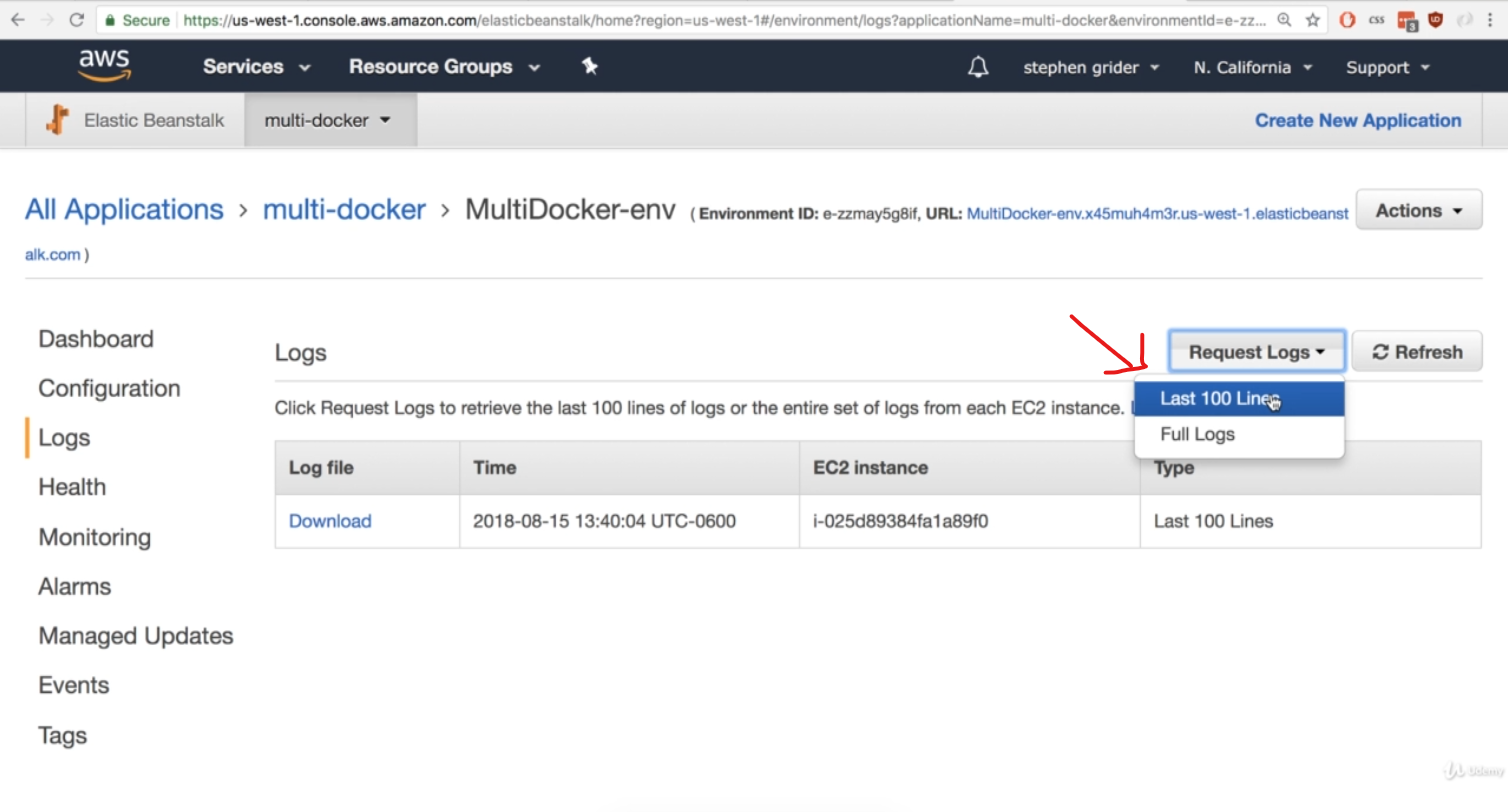 Secure https://us-west-1.console.aws.amazon.com/elasticbeanstalk/home?region=us-west-1#/environment/logs?applicationName=multi-docker&environmentId=e-zz... css 3
aws Services Resource Groups stephen grider N. California Support
Elastic Beanstalk multi-docker Create New Application
All Applications > multi-docker > MultiDocker-env ( Environment ID: e-zzmay5g8if, URL: MultiDocker-env.x45muh4m3r.us-west-1.elasticbeanst Actions
alk.com )
Dashboard
Configuration
Logs
Health
Monitoring
Alarms
Managed Updates
Events
Tags
Logs Request Logs Refresh
Last 100 Lines
Full Logs
Click Request Logs to retrieve the last 100 lines of logs or the entire set of logs from each EC2 instance.
Log file Time EC2 instance Type
Download 2018-08-15 13:40:04 UTC-0600 i-025d89384fa1a89f0 Last 100 Lines
Udemy